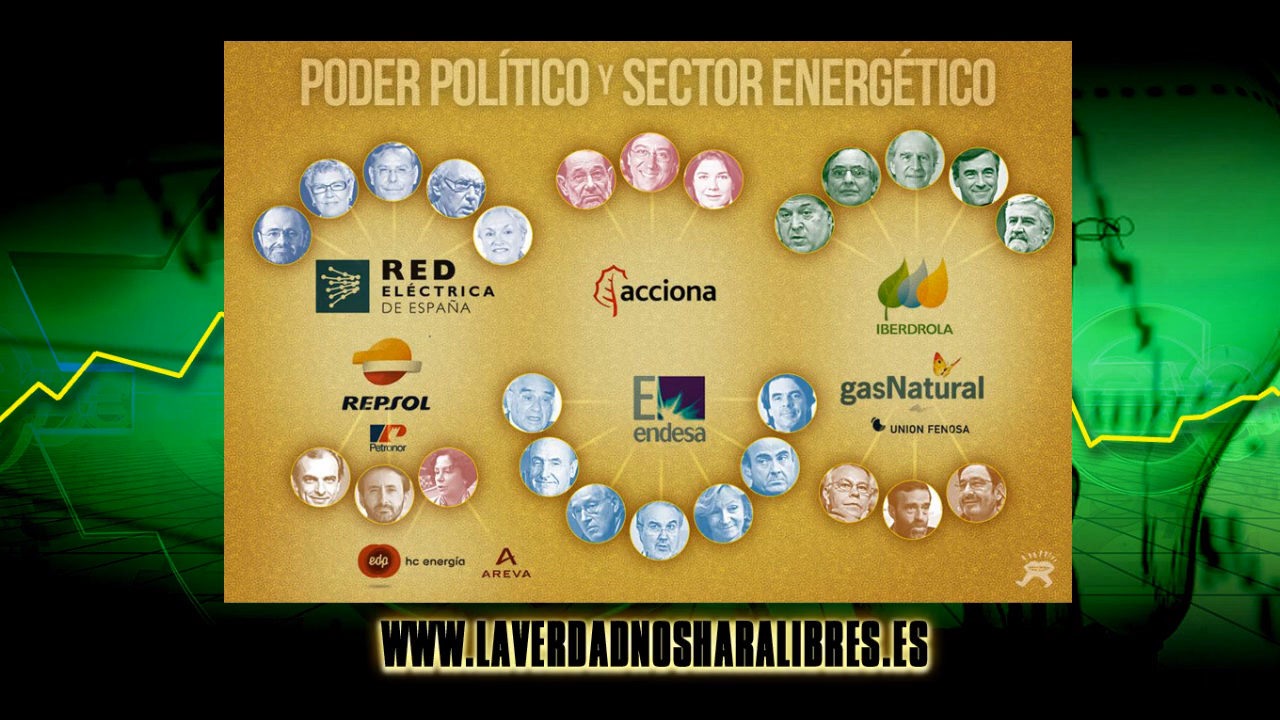 PODER POLÍTICO Y SECTOR ENERGÉTICO
RED
ELÉCTRICA
DE ESPAÑA
acciona
IBERDROLA
REPSOL
Petronor
E
endesa
gasNatural
UNION FENOSA
edp hc energía
A
AREVA
WWW.LAVERDADNOSHARALIBRES.ES